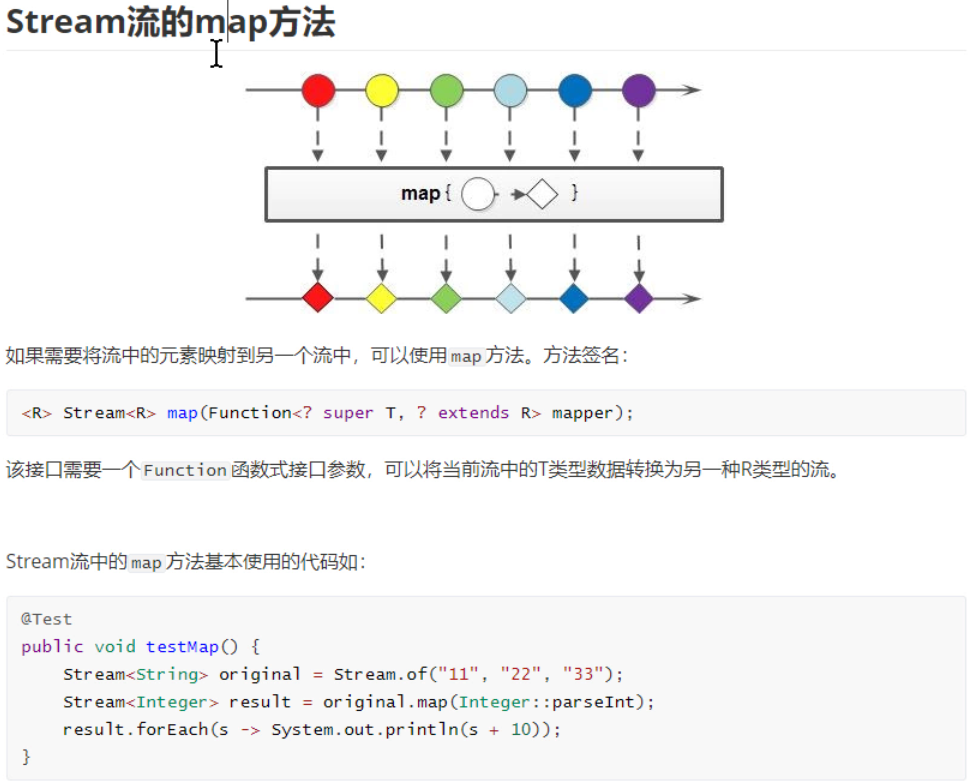 Stream流的map方法
map { }
如果需要将流中的元素映射到另一个流中，可以使用map方法。方法签名：
<R> Stream<R> map(Function<? super T, ? extends R> mapper);
该接口需要一个Function函数式接口参数，可以将当前流中的T类型数据转换为另一种R类型的流。
Stream流中的map方法基本使用的代码如：
@Test
public void testMap() {
    Stream<String> original = Stream.of("11", "22", "33");
    Stream<Integer> result = original.map(Integer::parseInt);
    result.forEach(s -> System.out.println(s + 10));
}